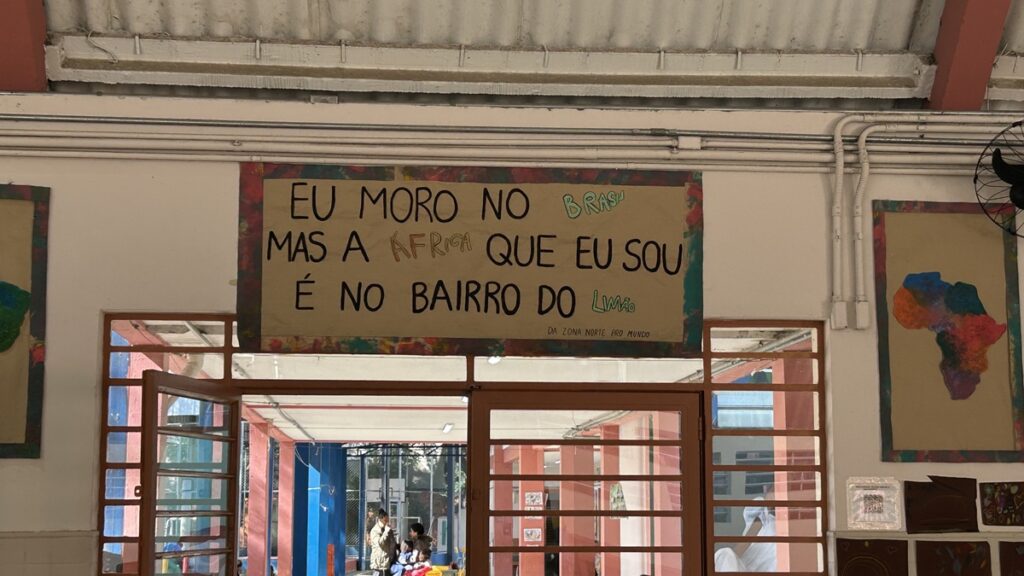 EU MORO NO BRASIL
MAS A ÁFRICA QUE EU SOU
É NO BAIRRO DO LIMÃO
DA ZONA NORTE PRO MUNDO